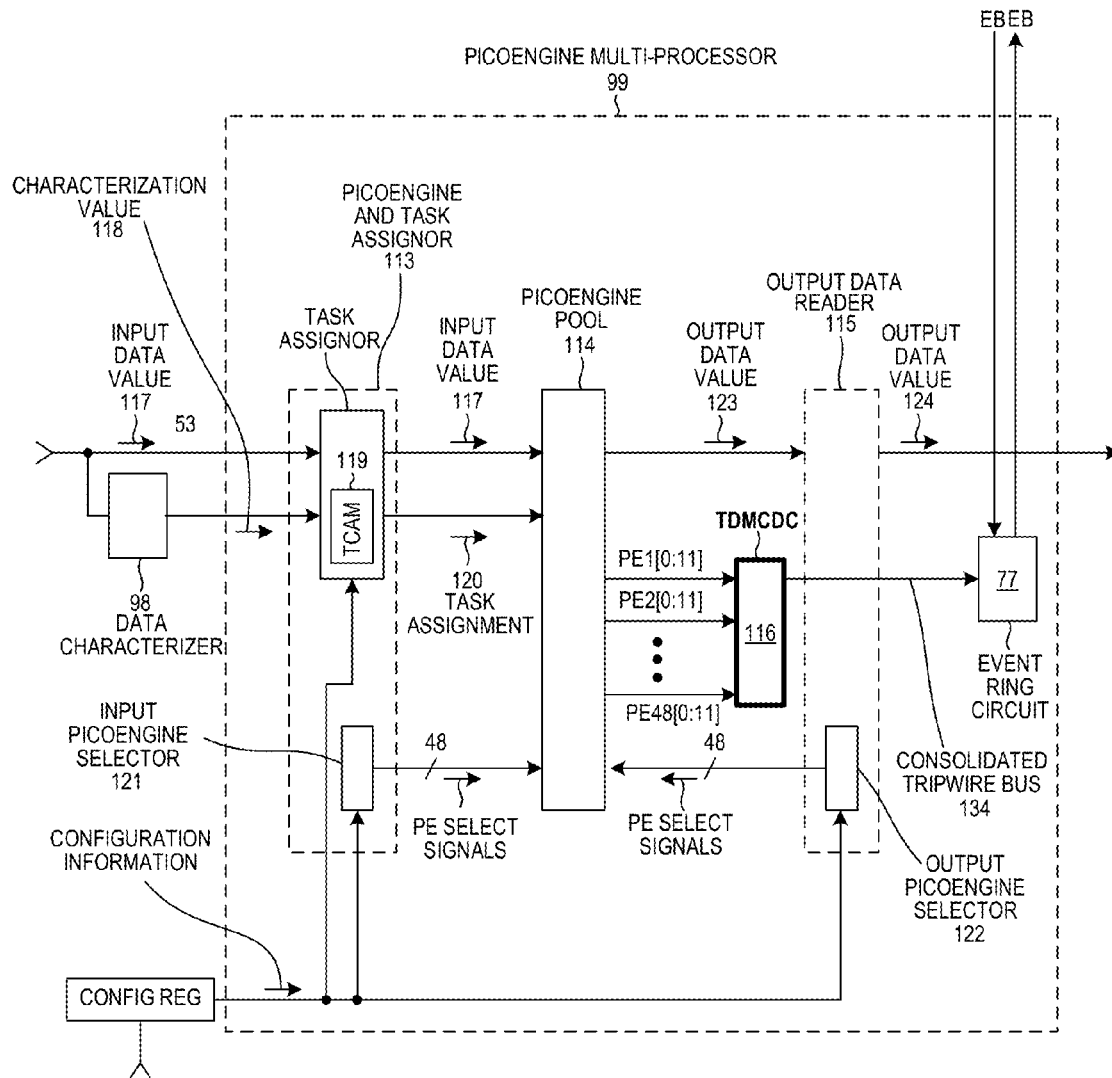 EB EB
PICOENGINE MULTI-PROCESSOR
99
CHARACTERIZATION
VALUE
118
PICOENGINE
AND TASK
ASSIGNOR
113
TASK
ASSIGNOR
INPUT
DATA
VALUE
117
53
INPUT
DATA
VALUE
117
PICOENGINE
POOL
114
OUTPUT
DATA
VALUE
123
OUTPUT DATA
READER
115
OUTPUT
DATA
VALUE
124
119
TCAM
98
DATA
CHARACTERIZER
120
TASK
ASSIGNMENT
TDMCDC
PE1[0:11]
PE2[0:11]
PE48[0:11]
116
77
EVENT
RING
CIRCUIT
INPUT
PICOENGINE
SELECTOR
121
48
PE SELECT
SIGNALS
48
PE SELECT
SIGNALS
CONSOLIDATED
TRIPWIRE BUS
134
OUTPUT
PICOENGINE
SELECTOR
122
CONFIGURATION
INFORMATION
CONFIG REG